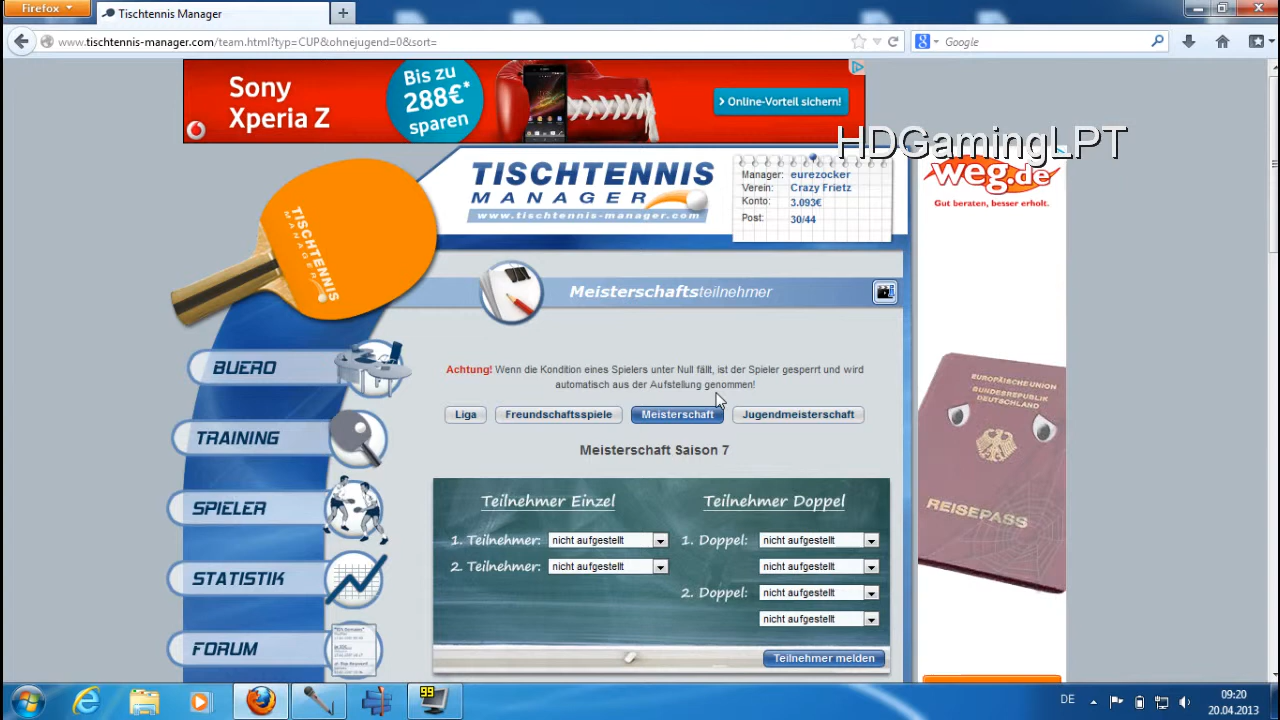 Firefox
Tischtennis Manager
www.tischtennis-manager.com/team.html?typ=CUP&ohnejugend=0&sort=
Google
Sony
Xperia Z
Bis zu
288€*
sparen
Online-Vorteil sichern!
HDGamingLPT
TISCHTENNIS
MANAGER
www.tischtennis-manager.com
Manager: eurezocker
Verein: Crazy Frietz
Konto: 3.093€
Post: 30/44
weg.de
Gut beraten, besser erholt.
TISCHTENNIS
MANAGER
Meisterschaftsteilnehmer
BUERO
TRAINING
SPIELER
STATISTIK
FORUM
Achtung! Wenn die Kondition eines Spielers unter Null fällt, ist der Spieler gesperrt und wird
automatisch aus der Aufstellung genommen!
Liga
Freundschaftsspiele
Meisterschaft
Jugendmeisterschaft
Meisterschaft Saison 7
Teilnehmer Einzel
1. Teilnehmer: nicht aufgestellt
2. Teilnehmer: nicht aufgestellt
Teilnehmer Doppel
1. Doppel: nicht aufgestellt
nicht aufgestellt
2. Doppel: nicht aufgestellt
nicht aufgestellt
Teilnehmer melden
EUROPÄISCHE UNION
BUNDESREPUBLIK
DEUTSCHLAND
REISEPASS
99
DE
09:20
20.04.2013